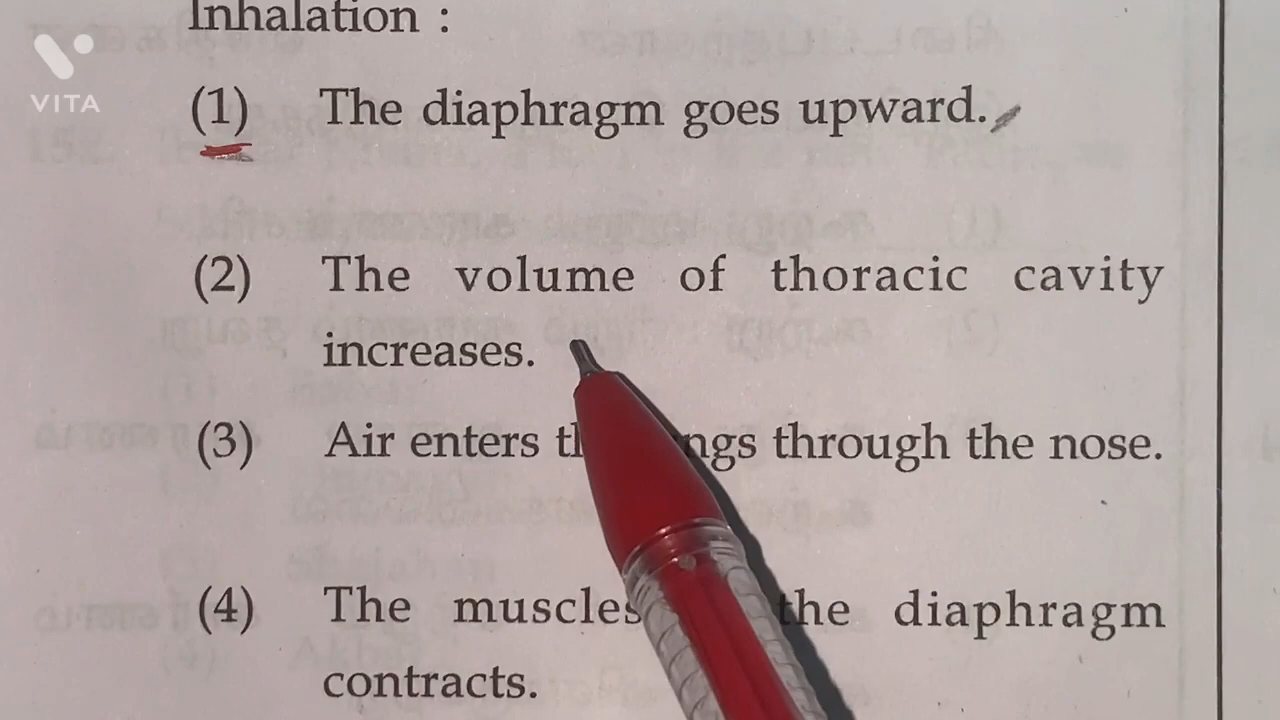 Inhalation :
VITA
(1) The diaphragm goes upward.
(2) The volume of thoracic cavity
increases.
(3) Air enters through the nose.
(4) The muscles the diaphragm
contracts.